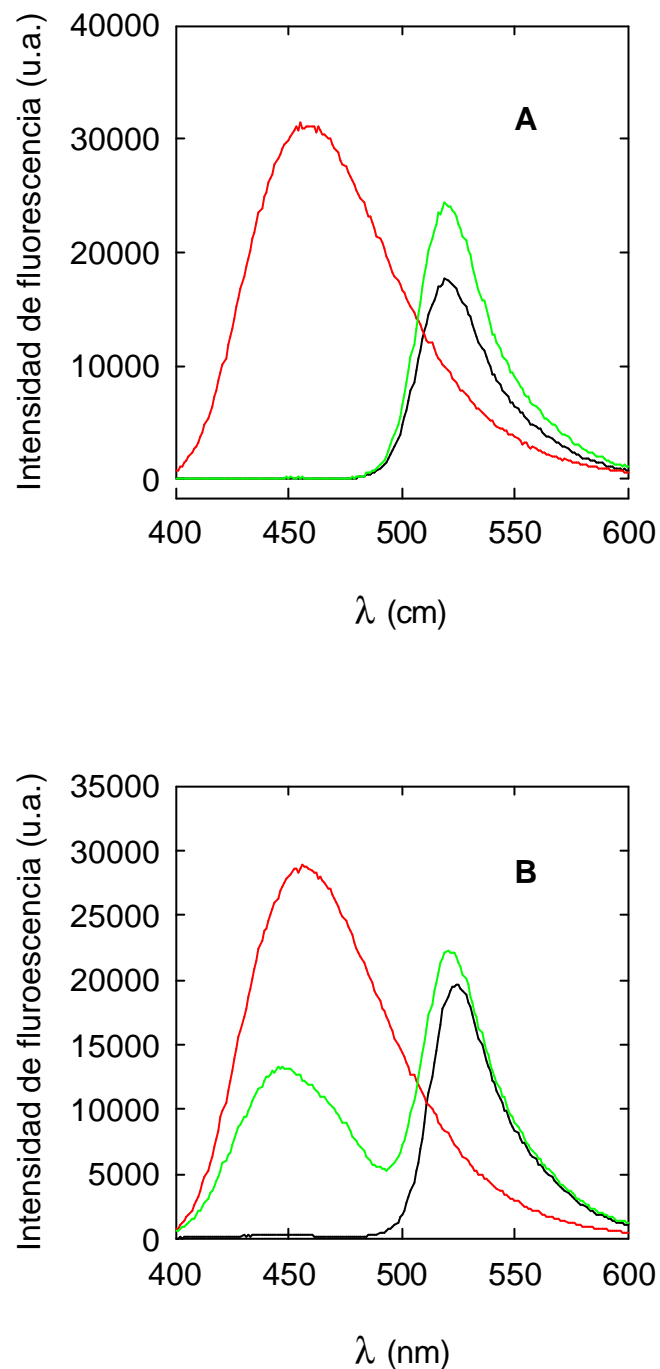 Intensidad de fluorescencia (u.a.)
40000
30000
20000
10000
0
A
400 450 500 550 600
λ (cm)
Intensidad de fluroescencia (u.a.)
35000
30000
25000
20000
15000
10000
5000
0
B
400 450 500 550 600
λ (nm)